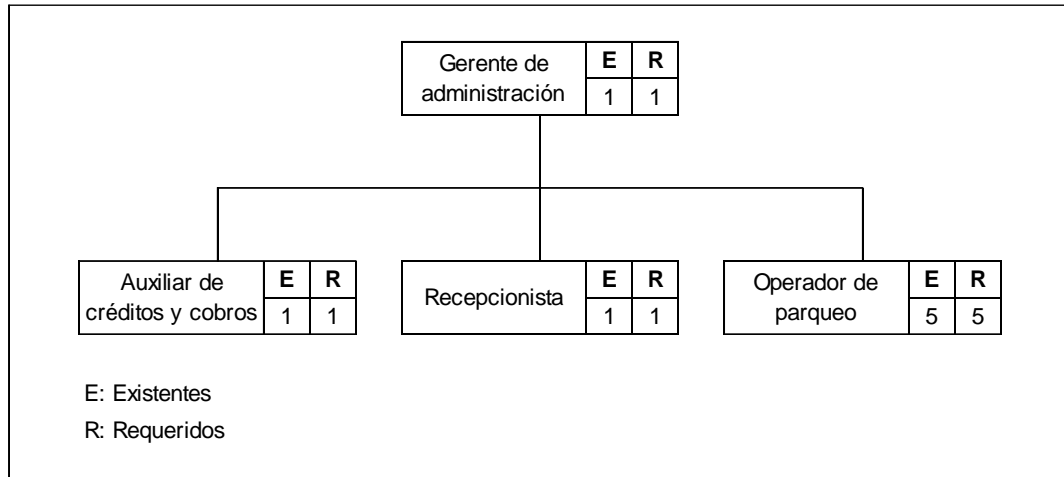 Gerente de
administración
E R
1 1
Auxiliar de
créditos y cobros
E R
1 1
Recepcionista
E R
1 1
Operador de
parqueo
E R
5 5
E: Existentes
R: Requeridos